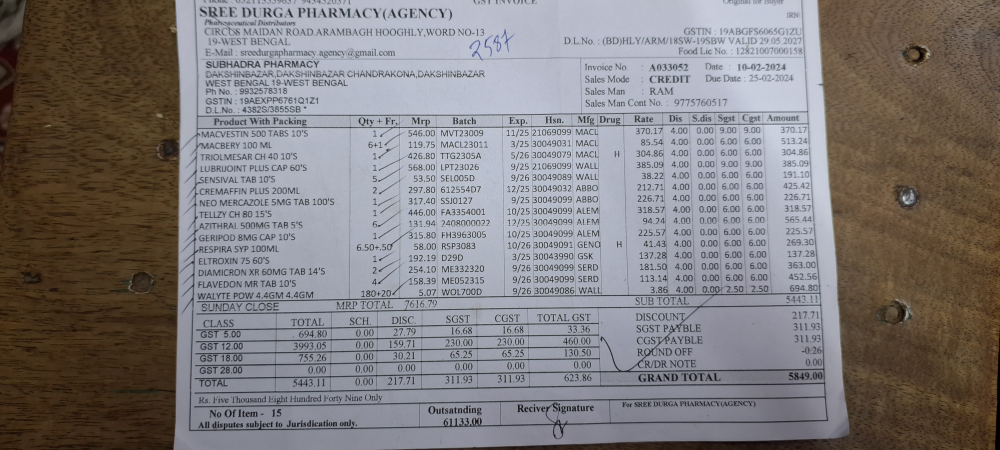 GST INVOICE
Original for Buyer
SREE DURGA PHARMACY(AGENCY)
IRN:
Phabmoceutical Distributors
CIRCUS MAIDAN ROAD.ARAMBAGH HOOGHLY,WORD NO-13
19-WEST BENGAL
E-Mail : sreedurgapharmacy.agency@gmail.com
2587
GSTIN : 19ABGFS6065G1ZU
D.L.No. : (BD)HLY/ARM/18SW-19SBW VALID 29.05.2027
Food Lic No. : 12821007000158
SUBHADRA PHARMACY
DAKSHINBAZAR,DAKSHINBAZAR CHANDRAKONA,DAKSHINBAZAR
WEST BENGAL 19-WEST BENGAL
Ph No : 9932578318
GSTIN : 19AEXPP6761Q1Z1
D.L.No. : 4382S/3855SB *
Invoice No : A033052 Date : 10-02-2024
Sales Mode : CREDIT Due Date : 25-02-2024
Sales Man : RAM
Sales Man Cont No. : 9775760517
Product With Packing Qty + Fr. Mrp Batch Exp. Hsn. Mfg Drug Rate Dis S.dis Sgst Cgst Amount
MACVESTIN 500 TABS 10'S 1 546.00 MVT23009 11/25 21069099 MACL 370.17 4.00 0.00 9.00 9.00 370.17
MACBERY 100 ML 6+1 119.75 MACL23011 3/25 30049031 MACL 85.54 4.00 0.00 6.00 6.00 513.24
TRIOLMESAR CH 40 10'S 1 426.80 TTG2305A 5/26 30049079 MACL H 304.86 4.00 0.00 6.00 6.00 304.86
LUBRIJOINT PLUS CAP 60'S 1 568.00 LPT23026 9/25 21069099 WALL 385.09 4.00 0.00 9.00 9.00 385.09
SENSIVAL TAB 10'S 5 53.50 SEL005D 9/26 30049089 WALL 38.22 4.00 0.00 6.00 6.00 191.10
CREMAFFIN PLUS 200ML 2 297.80 612554D7 12/25 30049032 ABBO 212.71 4.00 0.00 6.00 6.00 425.42
NEO MERCAZOLE 5MG TAB 100'S 1 317.40 SSJ0127 9/26 30049099 ABBO 226.71 4.00 0.00 6.00 6.00 226.71
TELLZY CH 80 15'S 1 446.00 FA3354001 10/25 30049099 ALEM 318.57 4.00 0.00 6.00 6.00 318.57
AZITHRAL 500MG TAB 5'S 6 131.94 2408000022 12/25 30049099 ALEM 94.24 4.00 0.00 6.00 6.00 565.44
GERIPOD 8MG CAP 10'S 1 315.80 FH3963005 10/25 30049099 ALEM 225.57 4.00 0.00 6.00 6.00 225.57
RESPIRA SYP 100ML 6.50+.50 58.00 RSP3083 10/26 30049091 GENO H 41.43 4.00 0.00 6.00 6.00 269.30
ELTROXIN 75 60'S 1 192.19 D29D 3/25 30043990 GSK 137.28 4.00 0.00 6.00 6.00 137.28
DIAMICRON XR 60MG TAB 14'S 2 254.10 ME332320 9/26 30049099 SERD 181.50 4.00 0.00 6.00 6.00 363.00
FLAVEDON MR TAB 10'S 4 158.39 ME052315 9/26 30049099 SERD 113.14 4.00 0.00 6.00 6.00 452.56
WALYTE POW 4.4GM 4.4GM 180+20 5.07 WOL700D 9/26 30049086 WALL 3.86 4.00 0.00 2.50 2.50 694.80
SUNDAY CLOSE MRP TOTAL 7616.79 SUB TOTAL 5443.11
CLASS TOTAL SCH. DISC. SGST CGST TOTAL GST
GST 5.00 694.80 0.00 27.79 16.68 16.68 33.36
GST 12.00 3993.05 0.00 159.71 230.00 230.00 460.00
GST 18.00 755.26 0.00 30.21 65.25 65.25 130.50
GST 28.00 0.00 0.00 0.00 0.00 0.00 0.00
TOTAL 5443.11 0.00 217.71 311.93 311.93 623.86
DISCOUNT 217.71
SGST PAYBLE 311.93
CGST PAYBLE 311.93
ROUND OFF -0.26
CR/DR NOTE 0.00
GRAND TOTAL 5849.00
Rs. Five Thousand Eight Hundred Forty Nine Only
No Of Item - 15
All disputes subject to Jurisdication only.
Outsatnding
61133.00
Reciver Signature
For SREE DURGA PHARMACY(AGENCY)